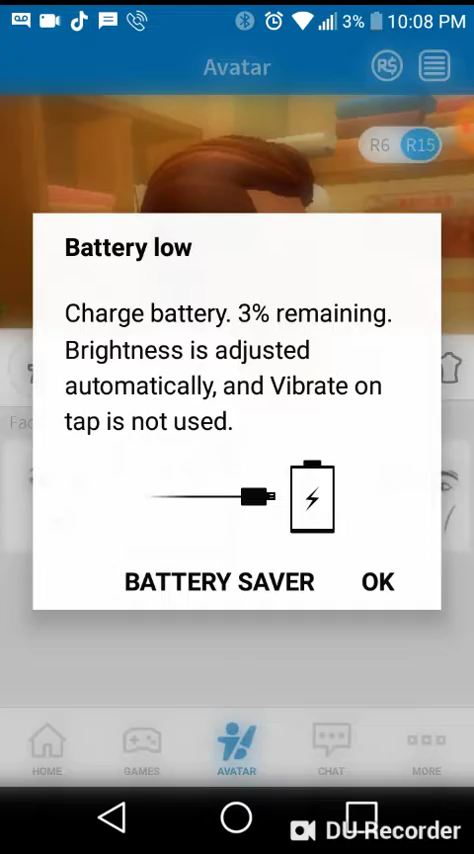 3% 10:08 PM
Avatar
R$
R6 R15
Battery low
Charge battery. 3% remaining.
Brightness is adjusted
automatically, and Vibrate on
tap is not used.
Fac
BATTERY SAVER OK
HOME GAMES AVATAR CHAT MORE
DU Recorder